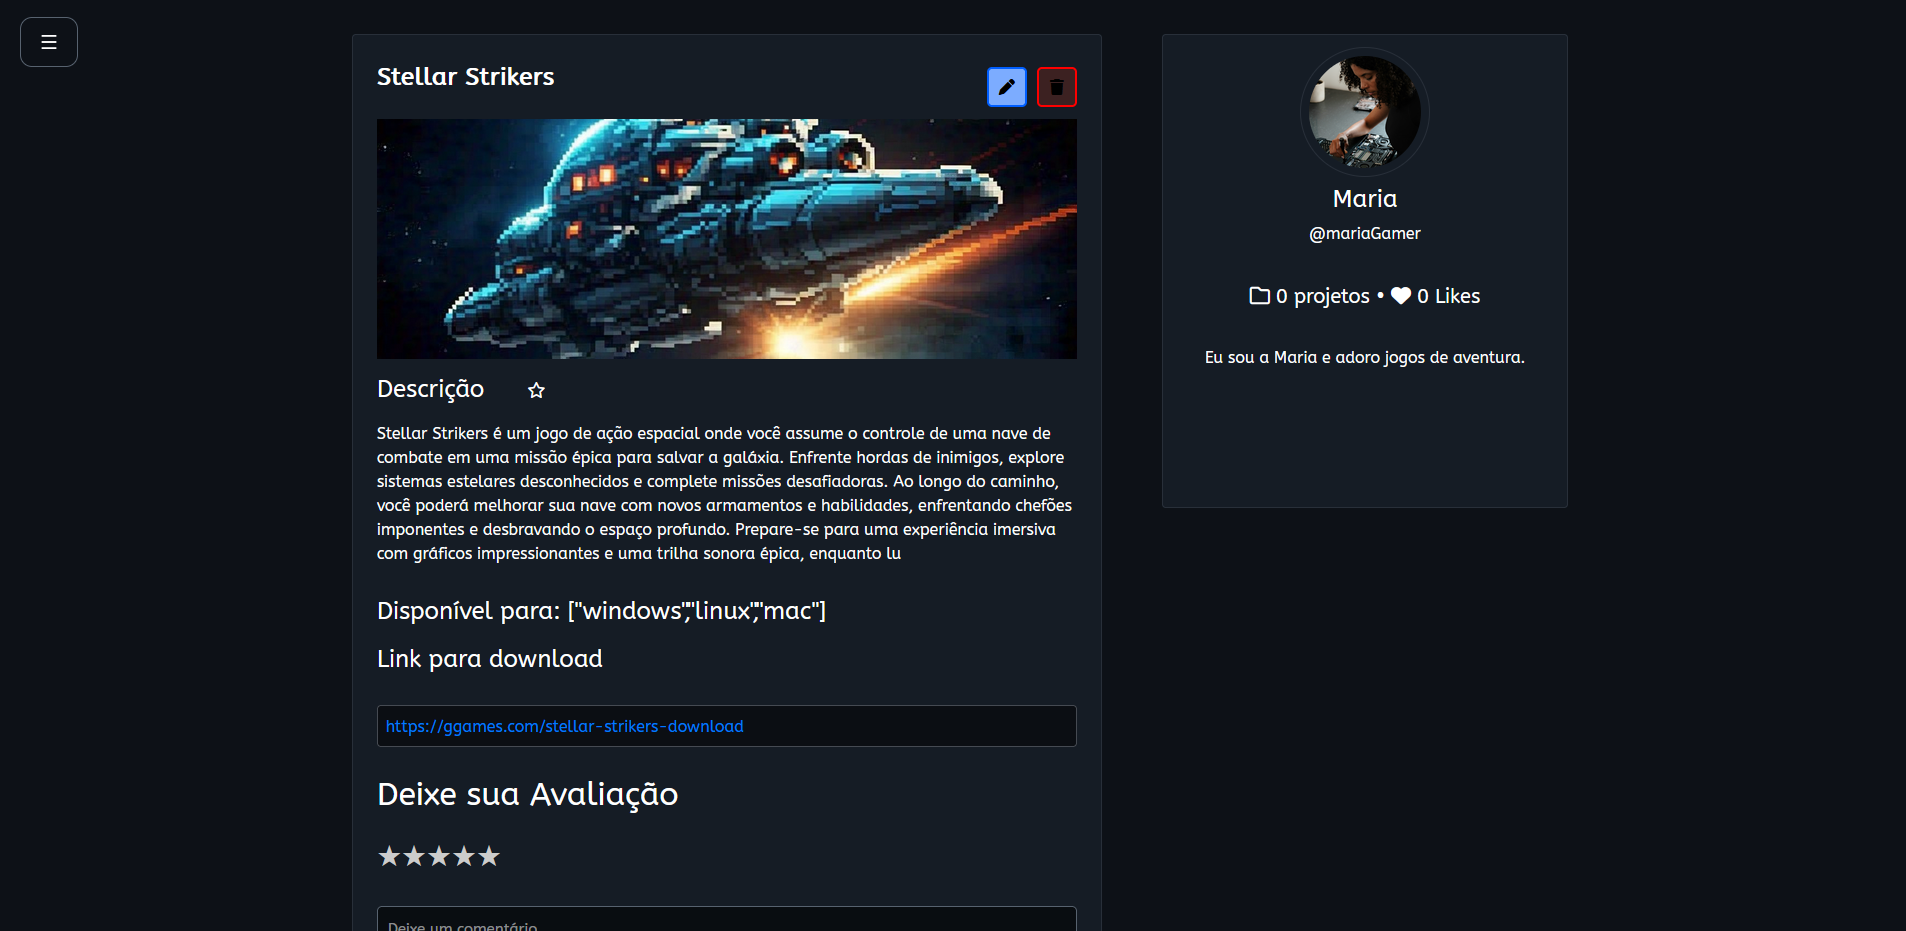 ☰
Stellar Strikers
Descrição
Stellar Strikers é um jogo de ação espacial onde você assume o controle de uma nave de
combate em uma missão épica para salvar a galáxia. Enfrente hordas de inimigos, explore
sistemas estelares desconhecidos e complete missões desafiadoras. Ao longo do caminho,
você poderá melhorar sua nave com novos armamentos e habilidades, enfrentando chefões
imponentes e desbravando o espaço profundo. Prepare-se para uma experiência imersiva
com gráficos impressionantes e uma trilha sonora épica, enquanto lu
Disponível para: ["windows","linux","mac"]
Link para download
https://ggames.com/stellar-strikers-download
Deixe sua Avaliação
★★★★★
Deixe um comentário
Maria
@mariaGamer
0 projetos • 0 Likes
Eu sou a Maria e adoro jogos de aventura.